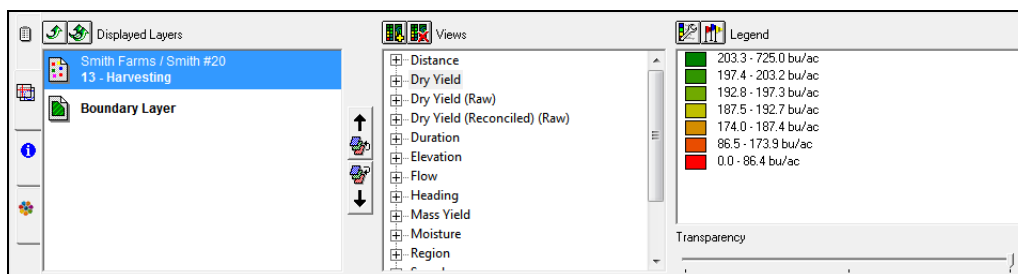 Displayed Layers
Smith Farms / Smith #20
13 - Harvesting
Boundary Layer
Views
Distance
Dry Yield
Dry Yield (Raw)
Dry Yield (Reconciled) (Raw)
Duration
Elevation
Flow
Heading
Mass Yield
Moisture
Region
Legend
203.3 - 725.0 bu/ac
197.4 - 203.2 bu/ac
192.8 - 197.3 bu/ac
187.5 - 192.7 bu/ac
174.0 - 187.4 bu/ac
86.5 - 173.9 bu/ac
0.0 - 86.4 bu/ac
Transparency